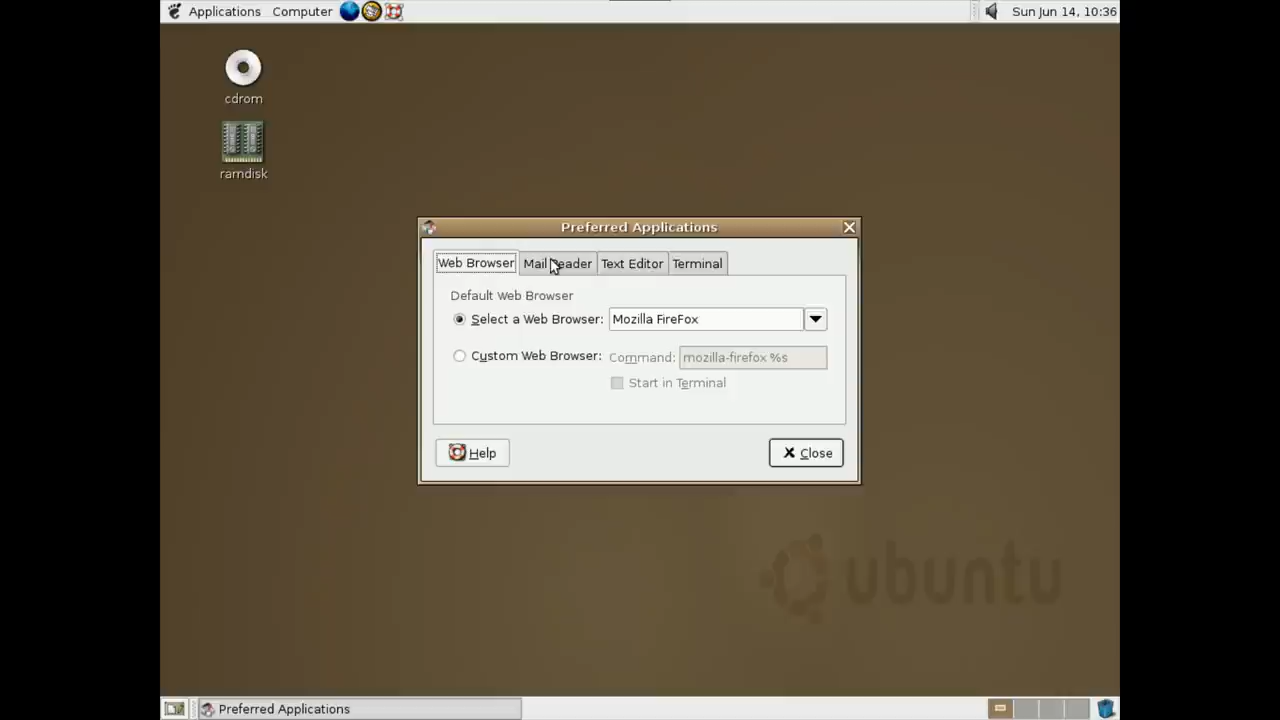 Applications Computer Sun Jun 14, 10:36
cdrom
ramdisk
Preferred Applications
Web Browser Mail Reader Text Editor Terminal
Default Web Browser
Select a Web Browser: Mozilla FireFox
Custom Web Browser: Command: mozilla-firefox %s
Start in Terminal
Help Close
ubuntu
Preferred Applications